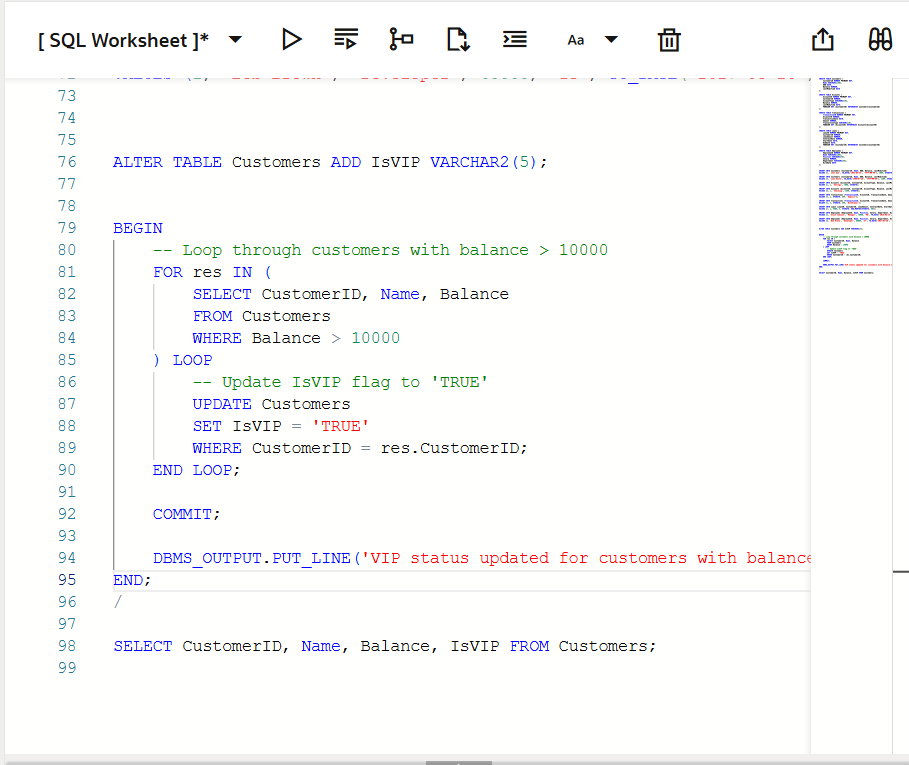 [ SQL Worksheet ]*
Aa
73
74
75
76 ALTER TABLE Customers ADD IsVIP VARCHAR2(5);
77
78
79 BEGIN
80 -- Loop through customers with balance > 10000
81 FOR res IN (
82 SELECT CustomerID, Name, Balance
83 FROM Customers
84 WHERE Balance > 10000
85 ) LOOP
86 -- Update IsVIP flag to 'TRUE'
87 UPDATE Customers
88 SET IsVIP = 'TRUE'
89 WHERE CustomerID = res.CustomerID;
90 END LOOP;
91
92 COMMIT;
93
94 DBMS_OUTPUT.PUT_LINE('VIP status updated for customers with balance
95 END;
96 /
97
98 SELECT CustomerID, Name, Balance, IsVIP FROM Customers;
99